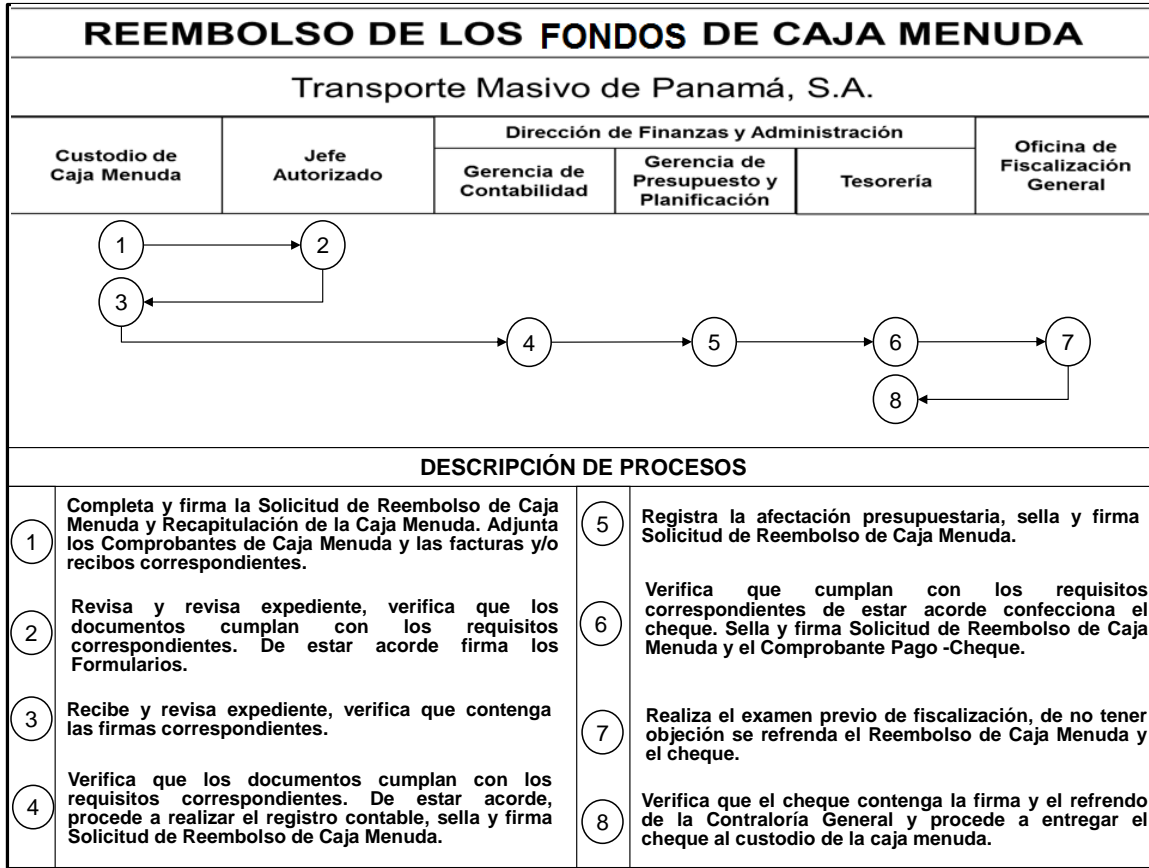 REEMBOLSO DE LOS FONDOS DE CAJA MENUDA
Transporte Masivo de Panamá, S.A.
Custodio de
Caja Menuda
Jefe
Autorizado
Dirección de Finanzas y Administración
Gerencia de
Contabilidad
Gerencia de
Presupuesto y
Planificación
Tesorería
Oficina de
Fiscalización
General
1
2
3
4
5
6
7
8
DESCRIPCIÓN DE PROCESOS
1
Completa y firma la Solicitud de Reembolso de Caja
Menuda y Recapitulación de la Caja Menuda. Adjunta
los Comprobantes de Caja Menuda y las facturas y/o
recibos correspondientes.
2
Revisa y revisa expediente, verifica que los
documentos cumplan con los requisitos
correspondientes. De estar acorde firma los
Formularios.
3
Recibe y revisa expediente, verifica que contenga
las firmas correspondientes.
4
Verifica que los documentos cumplan con los
requisitos correspondientes. De estar acorde,
procede a realizar el registro contable, sella y firma
Solicitud de Reembolso de Caja Menuda.
5
Registra la afectación presupuestaria, sella y firma
Solicitud de Reembolso de Caja Menuda.
6
Verifica que cumplan con los requisitos
correspondientes de estar acorde confecciona el
cheque. Sella y firma Solicitud de Reembolso de Caja
Menuda y el Comprobante Pago -Cheque.
7
Realiza el examen previo de fiscalización, de no tener
objeción se refrenda el Reembolso de Caja Menuda y
el cheque.
8
Verifica que el cheque contenga la firma y el refrendo
de la Contraloría General y procede a entregar el
cheque al custodio de la caja menuda.